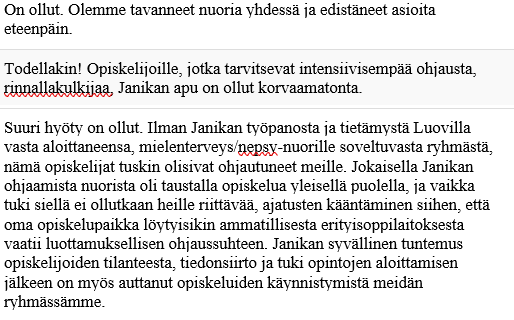 On ollut. Olemme tavanneet nuoria yhdessä ja edistäneet asioita
eteenpäin.
Todellakin! Opiskelijoille, jotka tarvitsevat intensiivisempää ohjausta,
rinnallakulkijaa, Janikan apu on ollut korvaamatonta.
Suuri hyöty on ollut. Ilman Janikan työpanosta ja tietämystä Luovilla
vasta aloittaneensa, mielenterveys/nepsy-nuorille soveltuvasta ryhmästä,
nämä opiskelijat tuskin olisivat ohjautuneet meille. Jokaisella Janikan
ohjaamista nuorista oli taustalla opiskelua yleisellä puolella, ja vaikka
tuki siellä ei ollutkaan heille riittävää, ajatusten kääntäminen siihen, että
oma opiskelupaikka löytyisikin ammatillisesta erityisoppilaitoksesta
vaatii luottamuksellisen ohjaussuhteen. Janikan syvällinen tuntemus
opiskelijoiden tilanteesta, tiedonsiirto ja tuki opintojen aloittamisen
jälkeen on myös auttanut opiskeluiden käynnistymistä meidän
ryhmässämme.